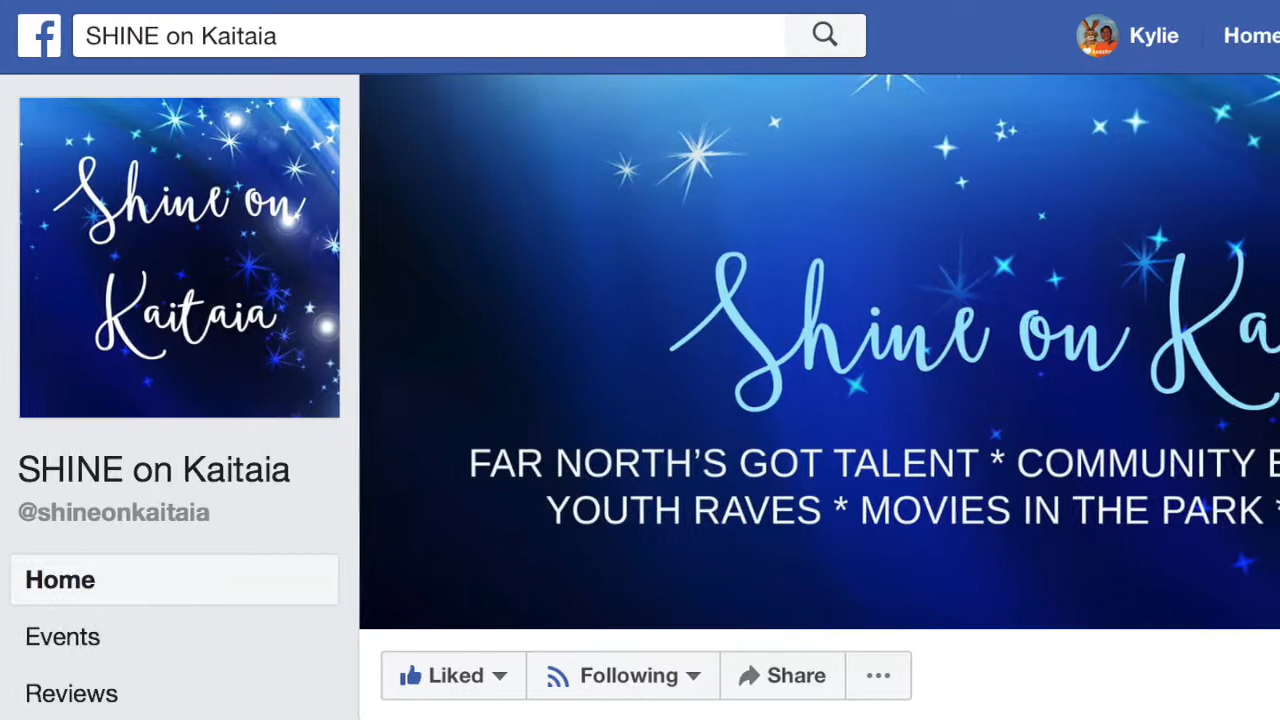 SHINE on Kaitaia
Kylie
Home
Shine on
Kaitaia
SHINE on Kaitaia
@shineonkaitaia
Home
Events
Reviews
Shine on Ka
FAR NORTH'S GOT TALENT * COMMUNITY E
YOUTH RAVES * MOVIES IN THE PARK *
Liked
Following
Share